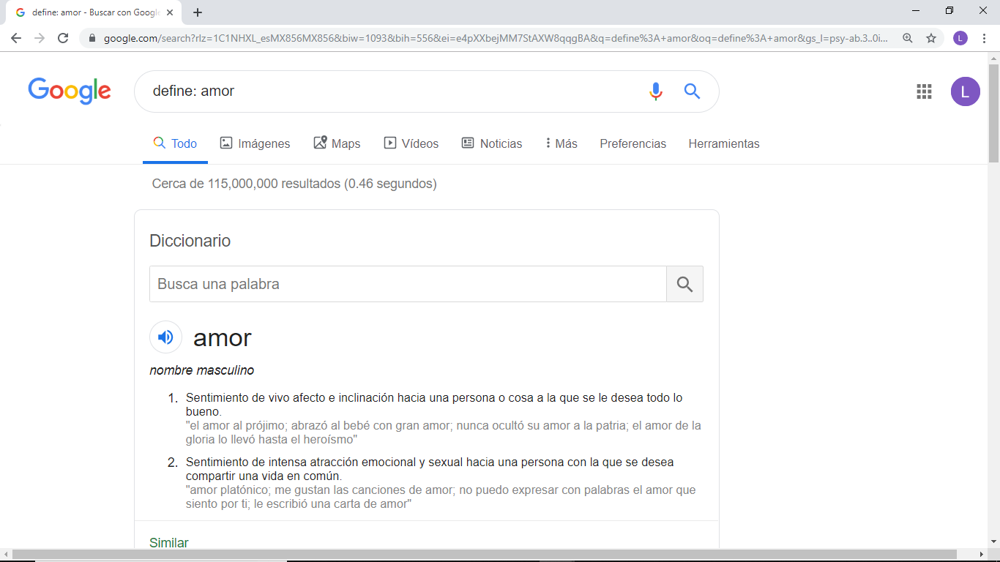 define: amor - Buscar con Google
google.com/search?rlz=1C1NHXL_esMX856MX856&biw=1093&bih=556&ei=e4pXXbejMM7StAXW8qqgBA&q=define%3A+amor&oq=define%3A+amor&gs_l=psy-ab.3..0i...
L
Google
define: amor
L
Todo Imágenes Maps Vídeos Noticias Más Preferencias Herramientas
Cerca de 115,000,000 resultados (0.46 segundos)
Diccionario
Busca una palabra
amor
nombre masculino
1. Sentimiento de vivo afecto e inclinación hacia una persona o cosa a la que se le desea todo lo
bueno.
"el amor al prójimo; abrazó al bebé con gran amor; nunca ocultó su amor a la patria; el amor de la
gloria lo llevó hasta el heroísmo"
2. Sentimiento de intensa atracción emocional y sexual hacia una persona con la que se desea
compartir una vida en común.
"amor platónico; me gustan las canciones de amor; no puedo expresar con palabras el amor que
siento por ti; le escribió una carta de amor"
Similar